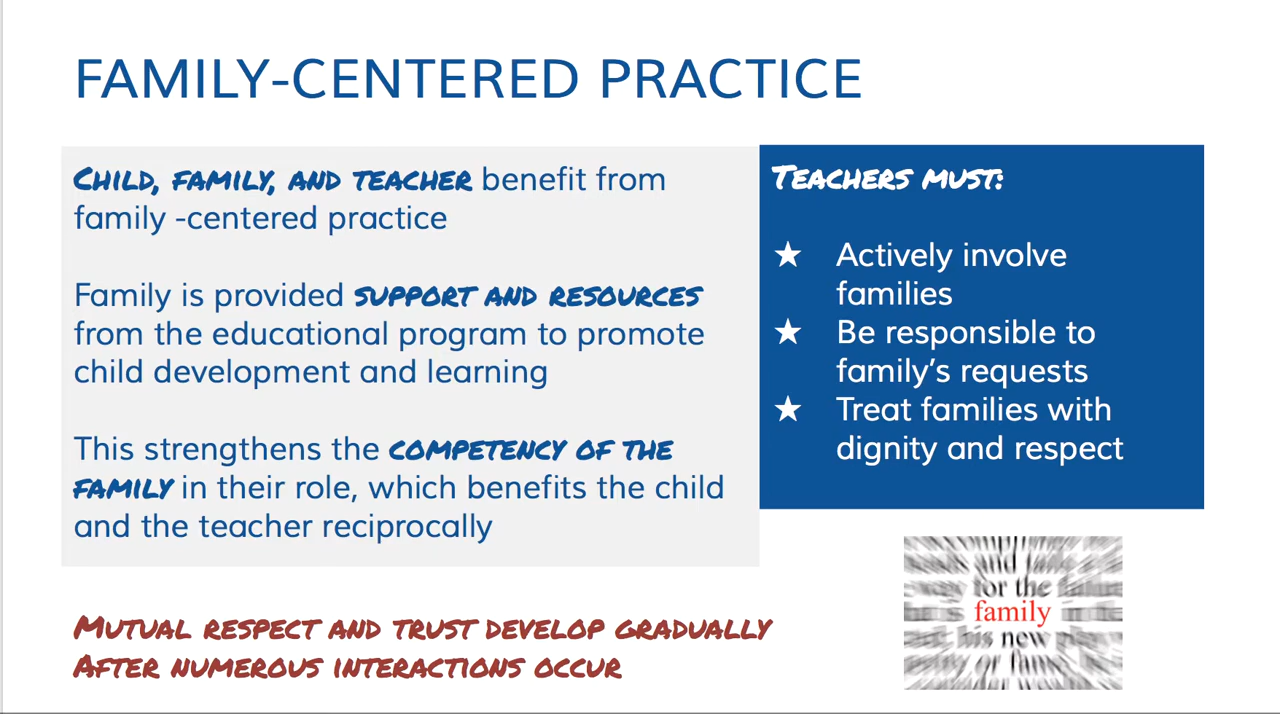 FAMILY-CENTERED PRACTICE
CHILD, FAMILY, AND TEACHER benefit from
family -centered practice
Family is provided SUPPORT AND RESOURCES
from the educational program to promote
child development and learning
This strengthens the COMPETENCY OF THE
FAMILY in their role, which benefits the child
and the teacher reciprocally
TEACHERS MUST:
★ Actively involve
families
★ Be responsible to
family’s requests
★ Treat families with
dignity and respect
MUTUAL RESPECT AND TRUST DEVELOP GRADUALLY
AFTER NUMEROUS INTERACTIONS OCCUR
for the
family
his new